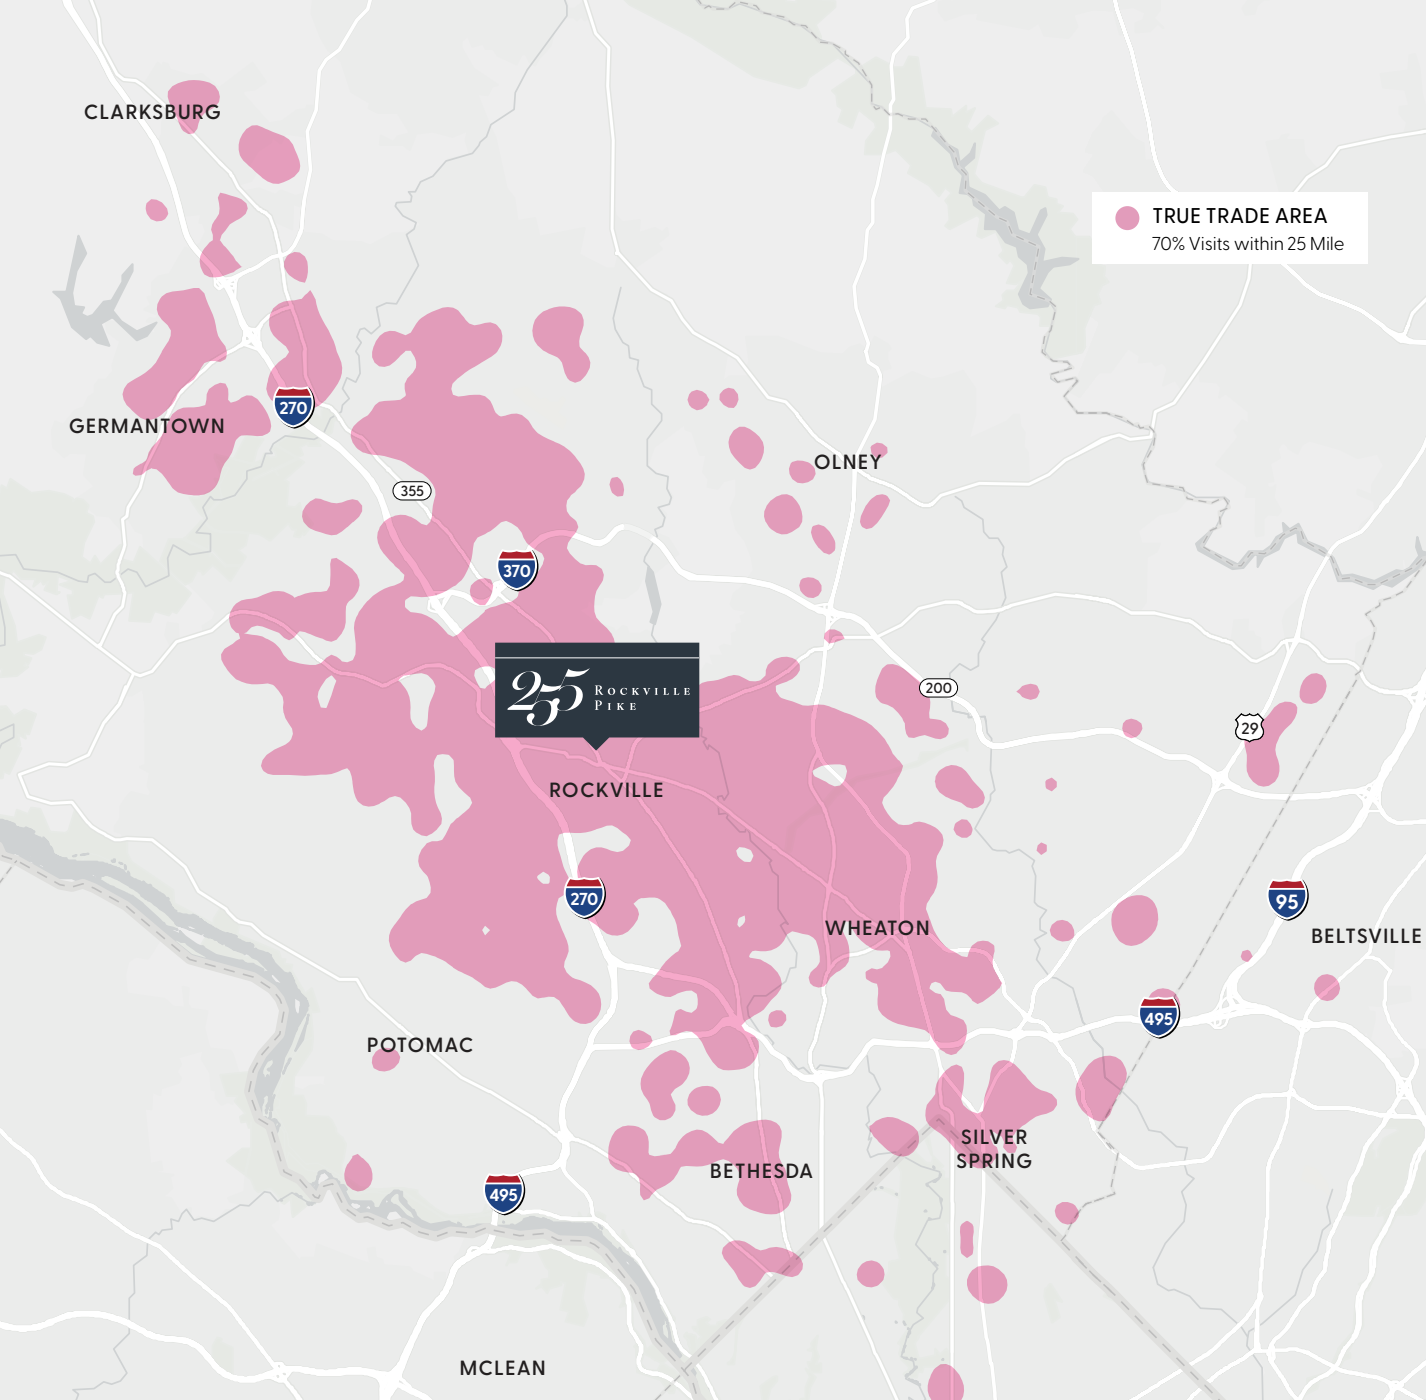 CLARKSBURG
TRUE TRADE AREA
70% Visits within 25 Mile
270
GERMANTOWN
OLNEY
355
370
255 ROCKVILLE
PIKE
200
29
ROCKVILLE
270
95
WHEATON
BELTSVILLE
495
POTOMAC
SILVER
SPRING
BETHESDA
495
MCLEAN